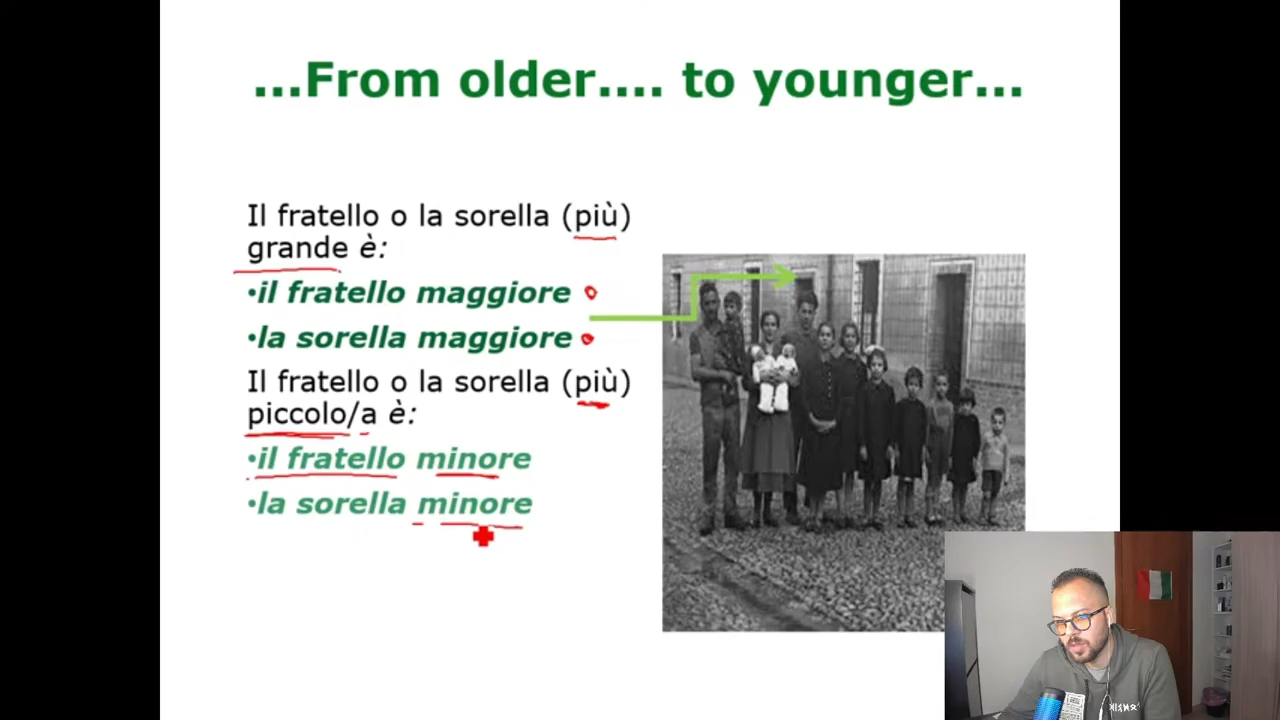 ...From older.... to younger...
Il fratello o la sorella (più)
grande è:
•il fratello maggiore
•la sorella maggiore
Il fratello o la sorella (più)
piccolo/a è:
•il fratello minore
•la sorella minore